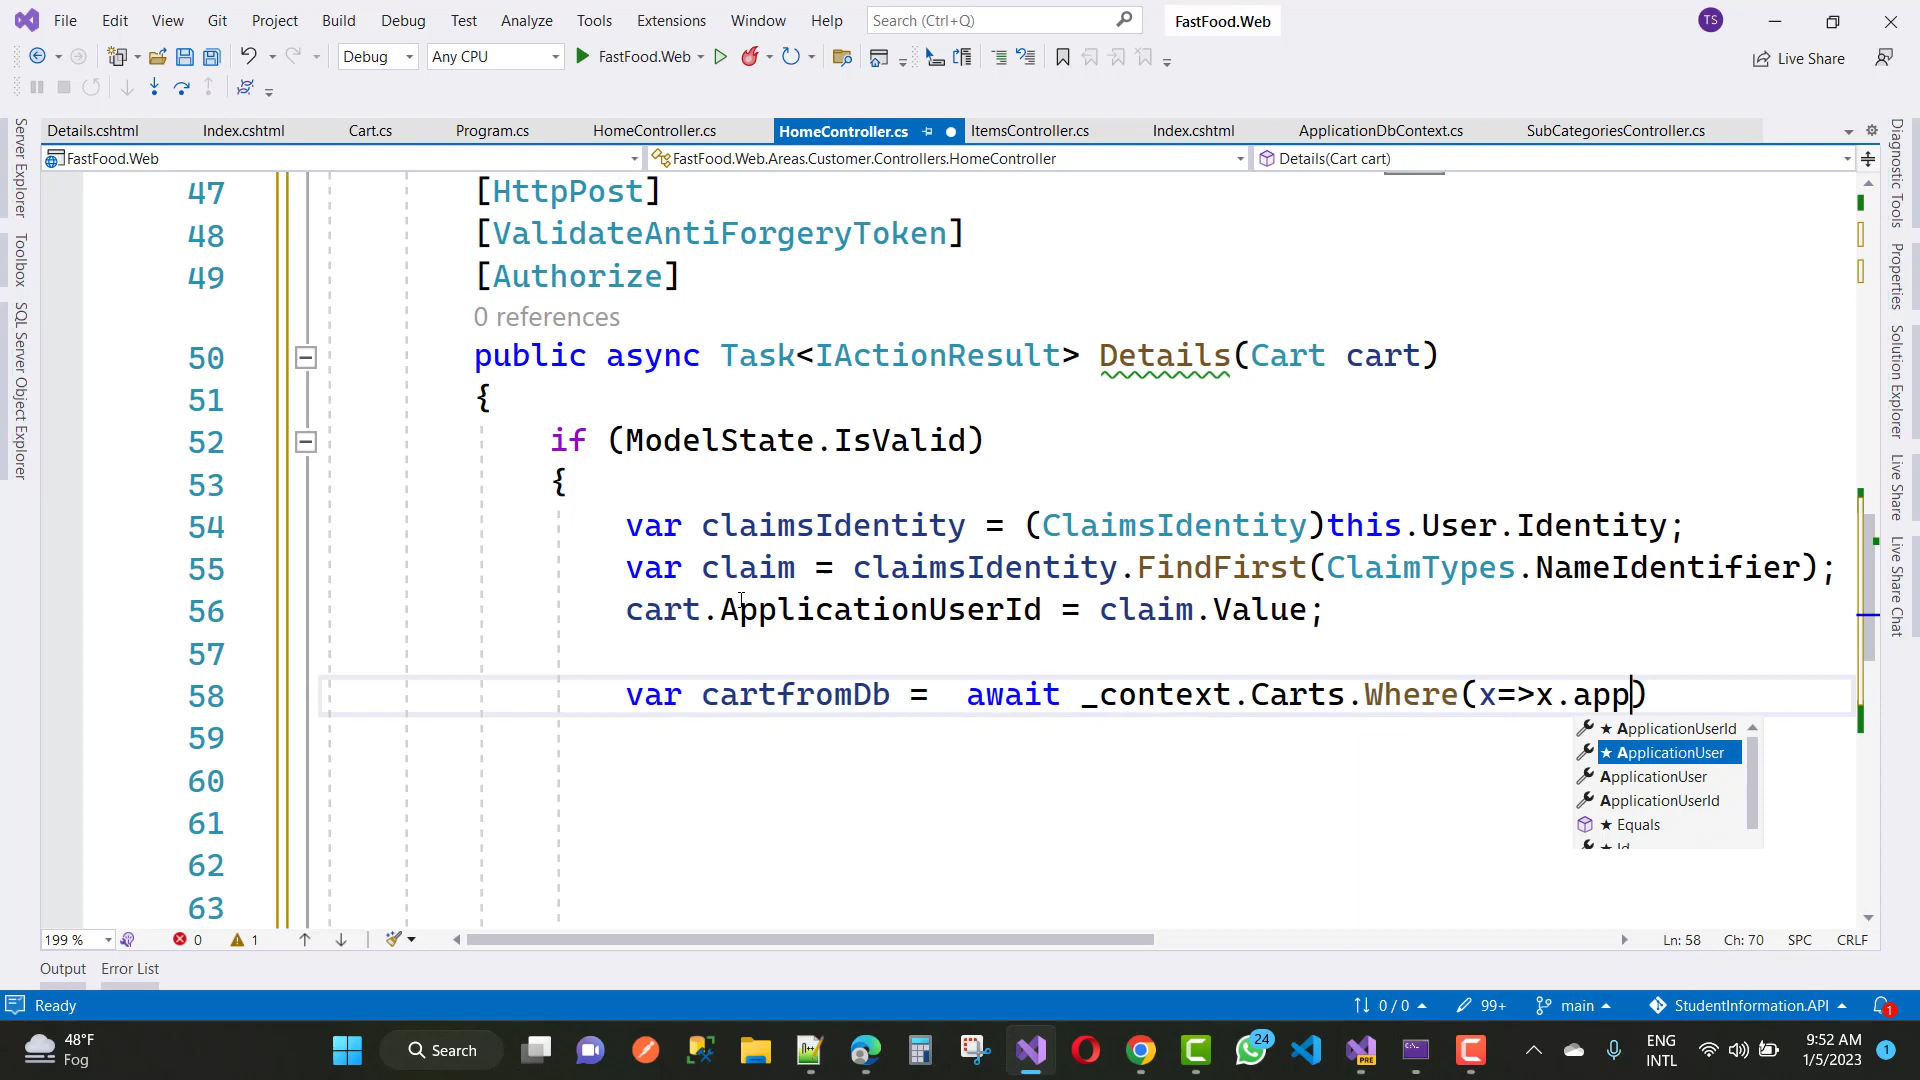 File Edit View Git Project Build Debug Test Analyze Tools Extensions Window Help Search (Ctrl+Q) FastFood.Web TS
Debug Any CPU FastFood.Web Live Share
Details.cshtml Index.cshtml Cart.cs Program.cs HomeController.cs HomeController.cs ItemsController.cs Index.cshtml ApplicationDbContext.cs SubCategoriesController.cs
FastFood.Web FastFood.Web.Areas.Customer.Controllers.HomeController Details(Cart cart)
Server Explorer
Toolbox
SQL Server Object Explorer
47 [HttpPost]
48 [ValidateAntiForgeryToken]
49 [Authorize]
0 references
50 public async Task<IActionResult> Details(Cart cart)
51 {
52 if (ModelState.IsValid)
53 {
54 var claimsIdentity = (ClaimsIdentity)this.User.Identity;
55 var claim = claimsIdentity.FindFirst(ClaimTypes.NameIdentifier);
56 cart.ApplicationUserId = claim.Value;
57
58 var cartfromDb =  await _context.Carts.Where(x=>x.app)
59
60
61
62
63
★ ApplicationUserId
★ ApplicationUser
ApplicationUser
ApplicationUserId
★ Equals
★ Id
Diagnostic Tools
Properties
Solution Explorer
Live Share
Live Share Chat
199 % 0 1 Ln: 58 Ch: 70 SPC CRLF
Output Error List
Ready 0 / 0 99+ main StudentInformation.API 1
48°F
Fog
Search
24
PRE
ENG
INTL
9:52 AM
1/5/2023
1